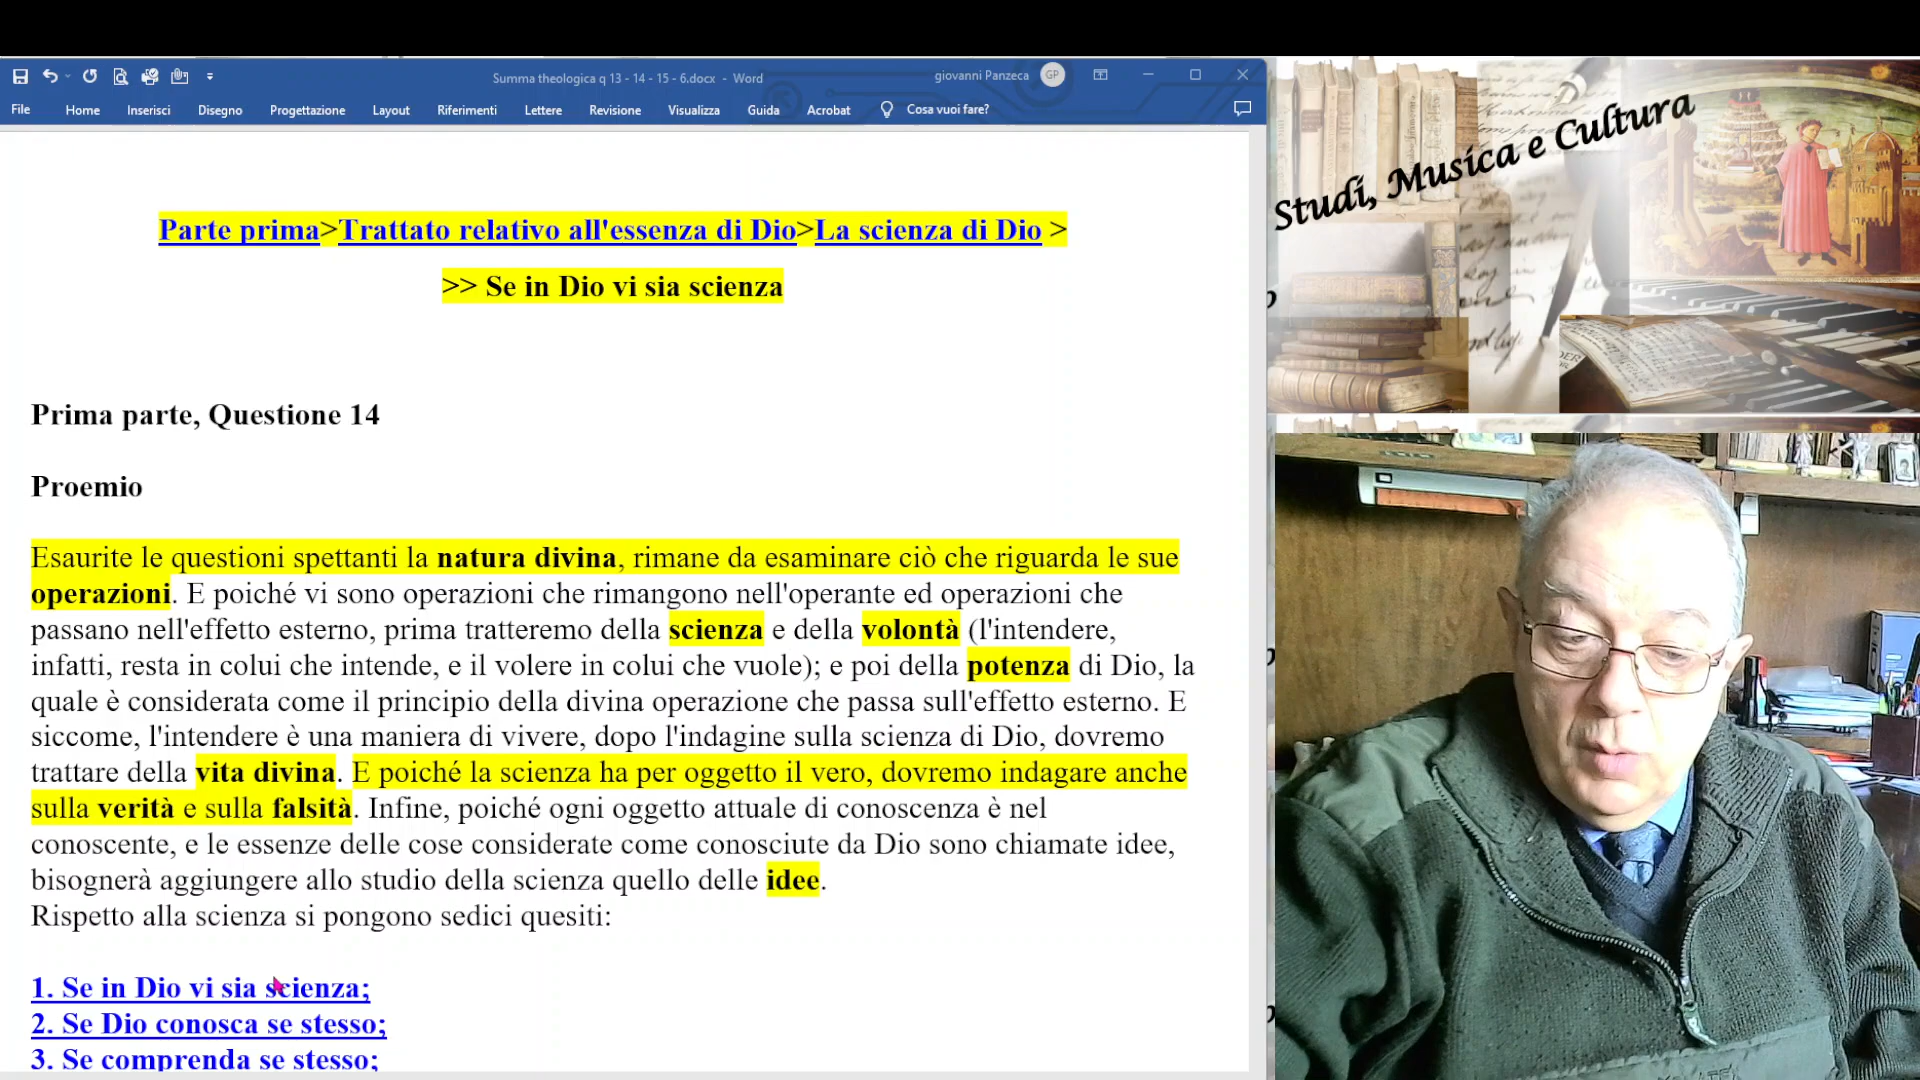 Summa theologica q 13 - 14 - 15 - 6.docx - Word
giovanni Panzeca
GP
File Home Inserisci Disegno Progettazione Layout Riferimenti Lettere Revisione Visualizza Guida Acrobat Cosa vuoi fare?
Studi, Musica e Cultura
Parte prima>Trattato relativo all'essenza di Dio>La scienza di Dio >
>> Se in Dio vi sia scienza
Prima parte, Questione 14
Proemio
Esaurite le questioni spettanti la natura divina, rimane da esaminare ciò che riguarda le sue
operazioni. E poiché vi sono operazioni che rimangono nell'operante ed operazioni che
passano nell'effetto esterno, prima tratteremo della scienza e della volontà (l'intendere,
infatti, resta in colui che intende, e il volere in colui che vuole); e poi della potenza di Dio, la
quale è considerata come il principio della divina operazione che passa sull'effetto esterno. E
siccome, l'intendere è una maniera di vivere, dopo l'indagine sulla scienza di Dio, dovremo
trattare della vita divina. E poiché la scienza ha per oggetto il vero, dovremo indagare anche
sulla verità e sulla falsità. Infine, poiché ogni oggetto attuale di conoscenza è nel
conoscente, e le essenze delle cose considerate come conosciute da Dio sono chiamate idee,
bisognerà aggiungere allo studio della scienza quello delle idee.
Rispetto alla scienza si pongono sedici quesiti:
1. Se in Dio vi sia scienza;
2. Se Dio conosca se stesso;
3. Se comprenda se stesso;